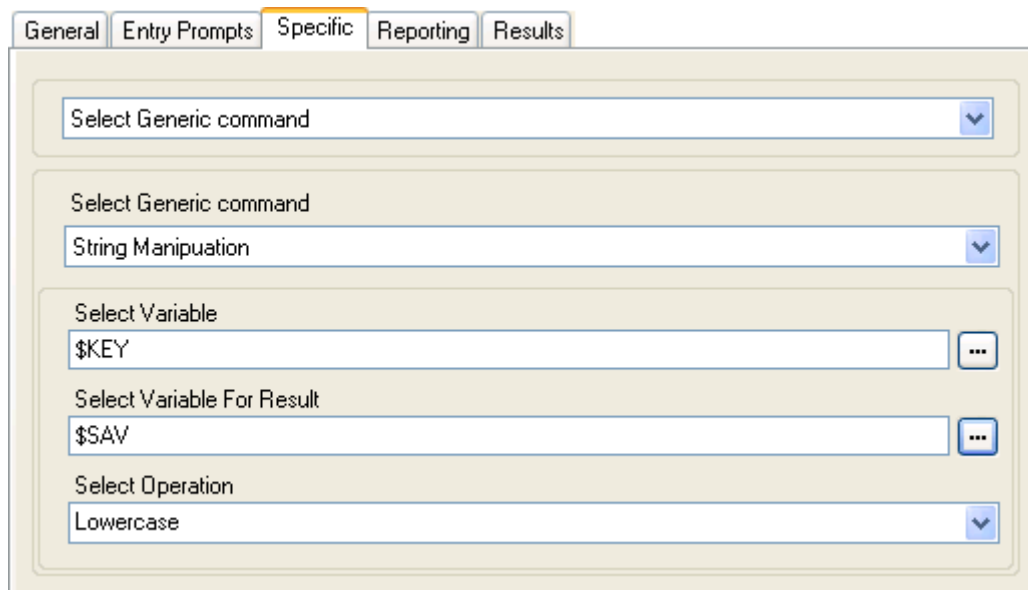 General Entry Prompts Specific Reporting Results
Select Generic command
Select Generic command
String Manipuation
Select Variable
$KEY ...
Select Variable For Result
$SAV ...
Select Operation
Lowercase